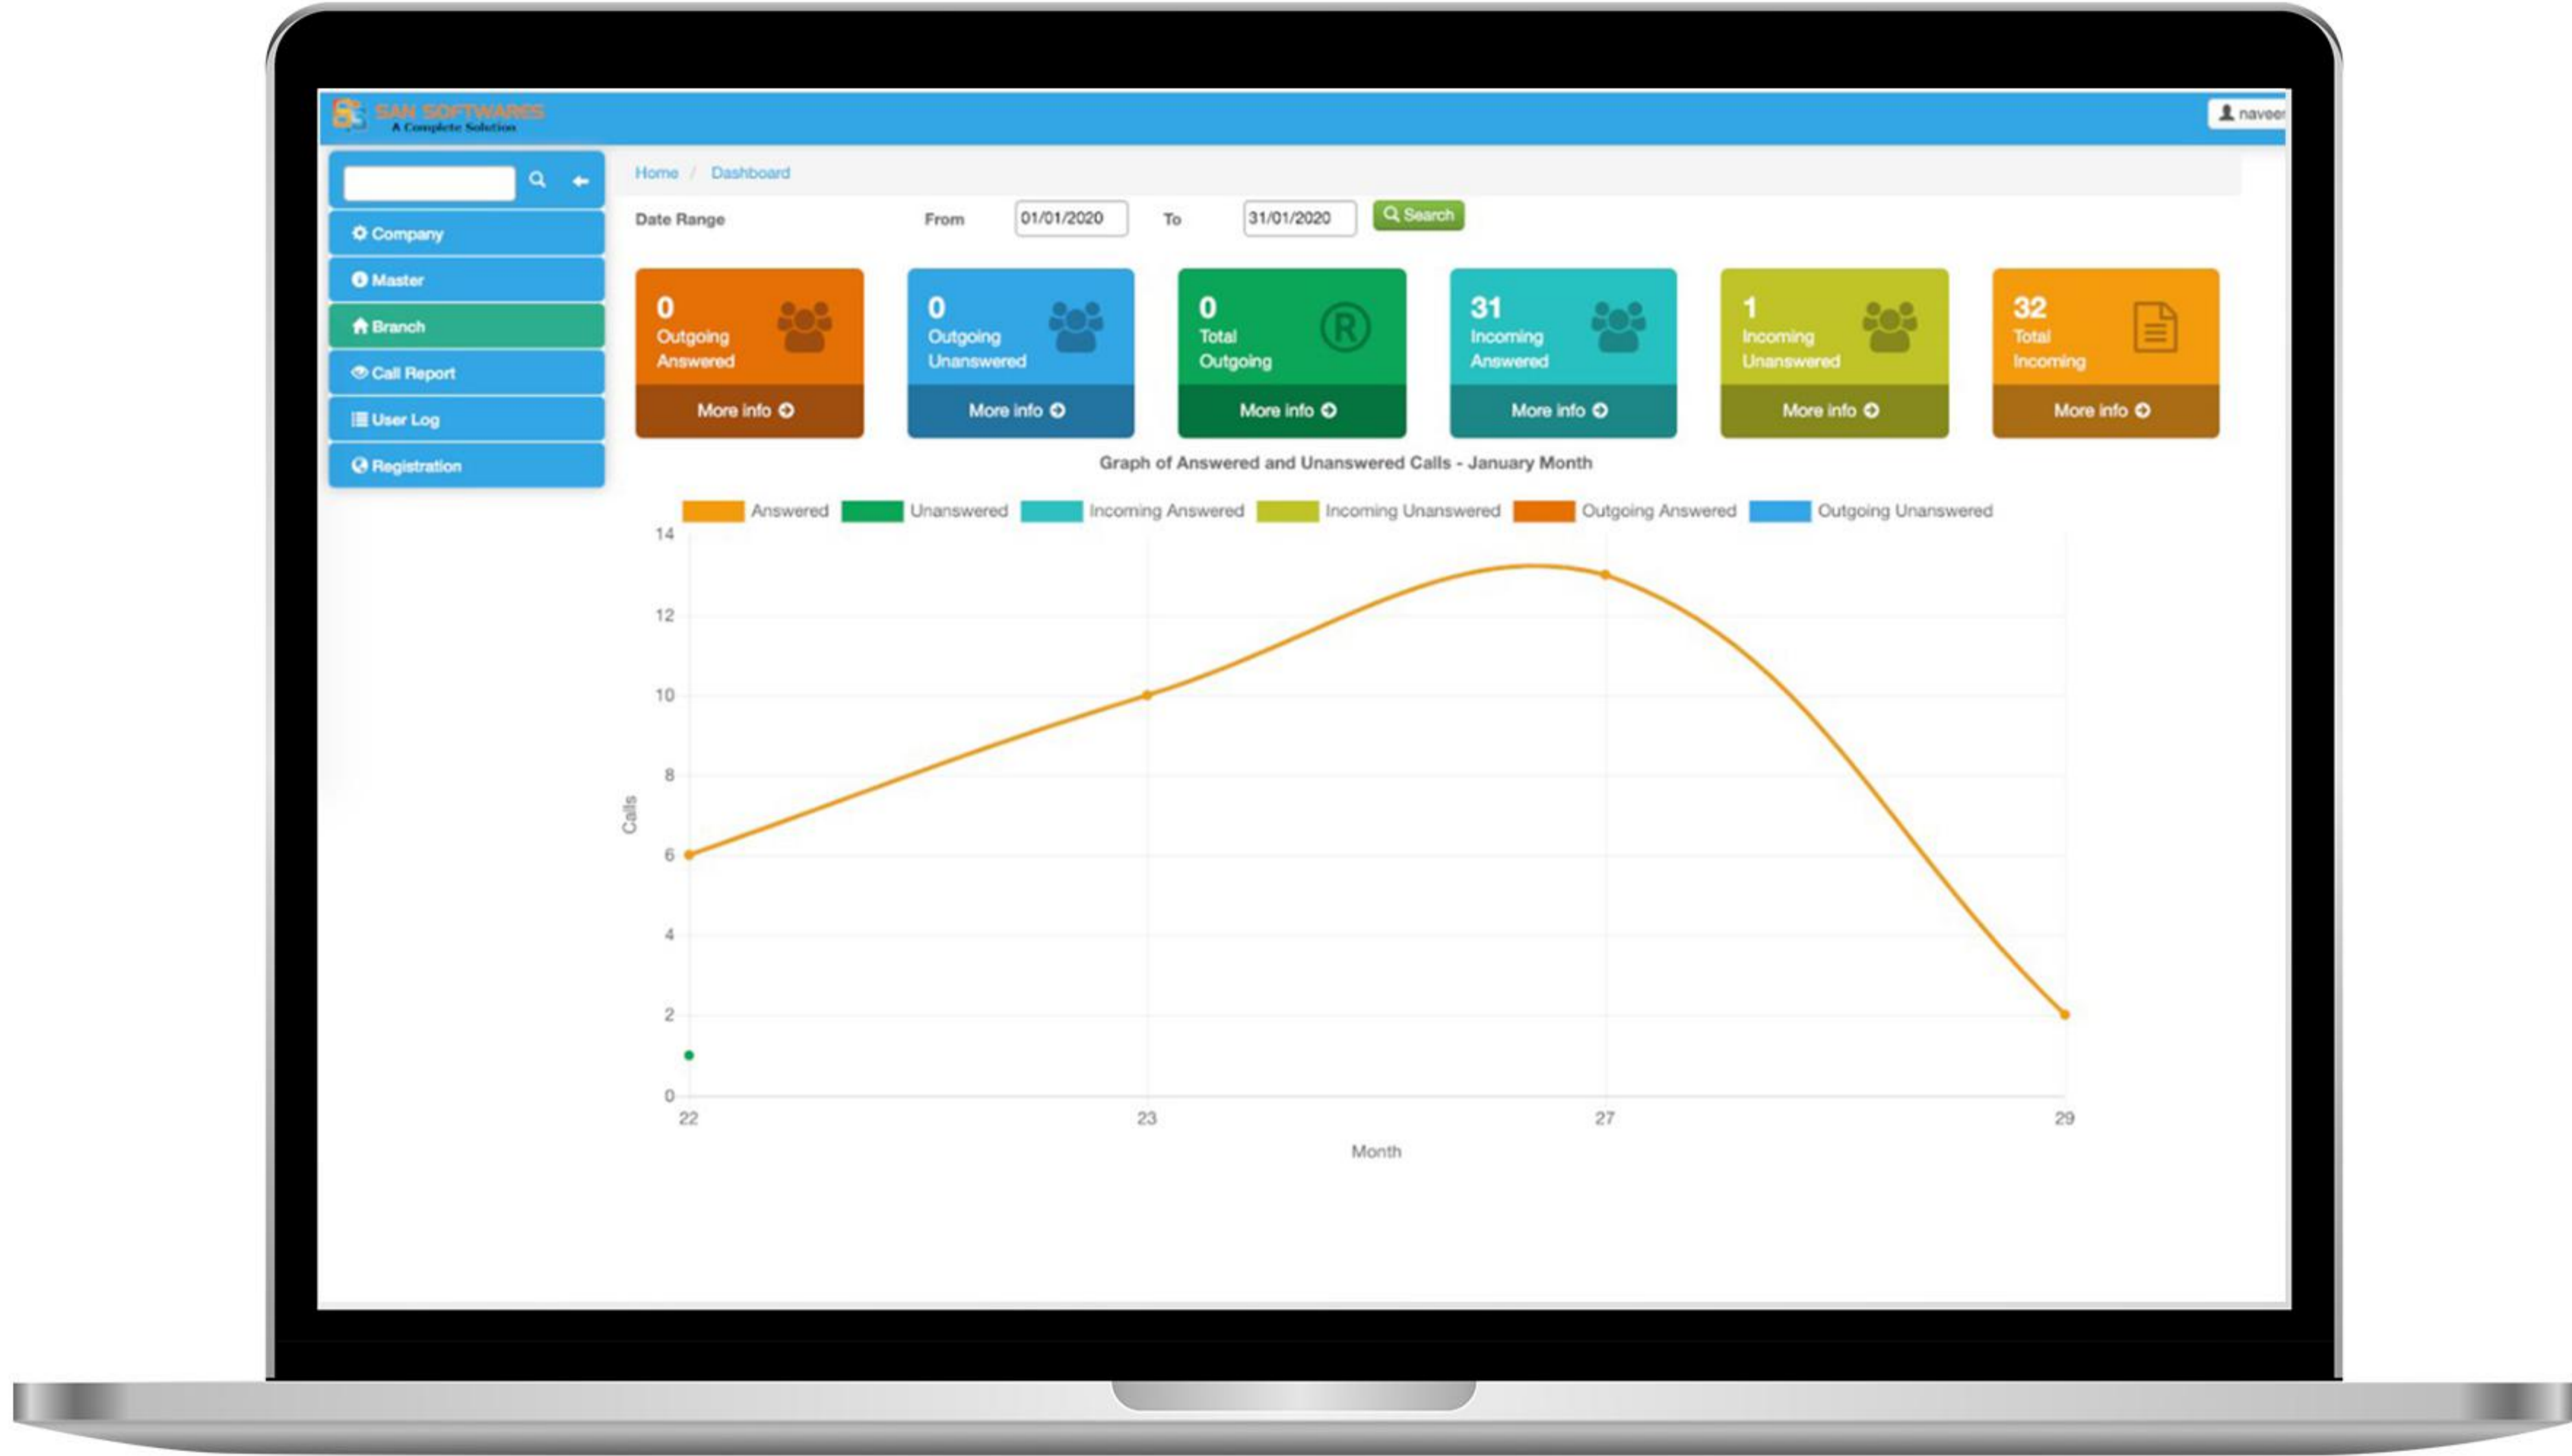 SAN SOFTWARES
A Complete Solution
naveen
Home / Dashboard
Date Range From 01/01/2020 To 31/01/2020 Search
Company
Master
Branch
Call Report
User Log
Registration
0
Outgoing
Answered
More info
0
Outgoing
Unanswered
More info
0
Total
Outgoing
More info
31
Incoming
Answered
More info
1
Incoming
Unanswered
More info
32
Total
Incoming
More info
Graph of Answered and Unanswered Calls - January Month
Answered Unanswered Incoming Answered Incoming Unanswered Outgoing Answered Outgoing Unanswered
14
12
10
8
6
4
2
0
Calls
22 23 27 29
Month